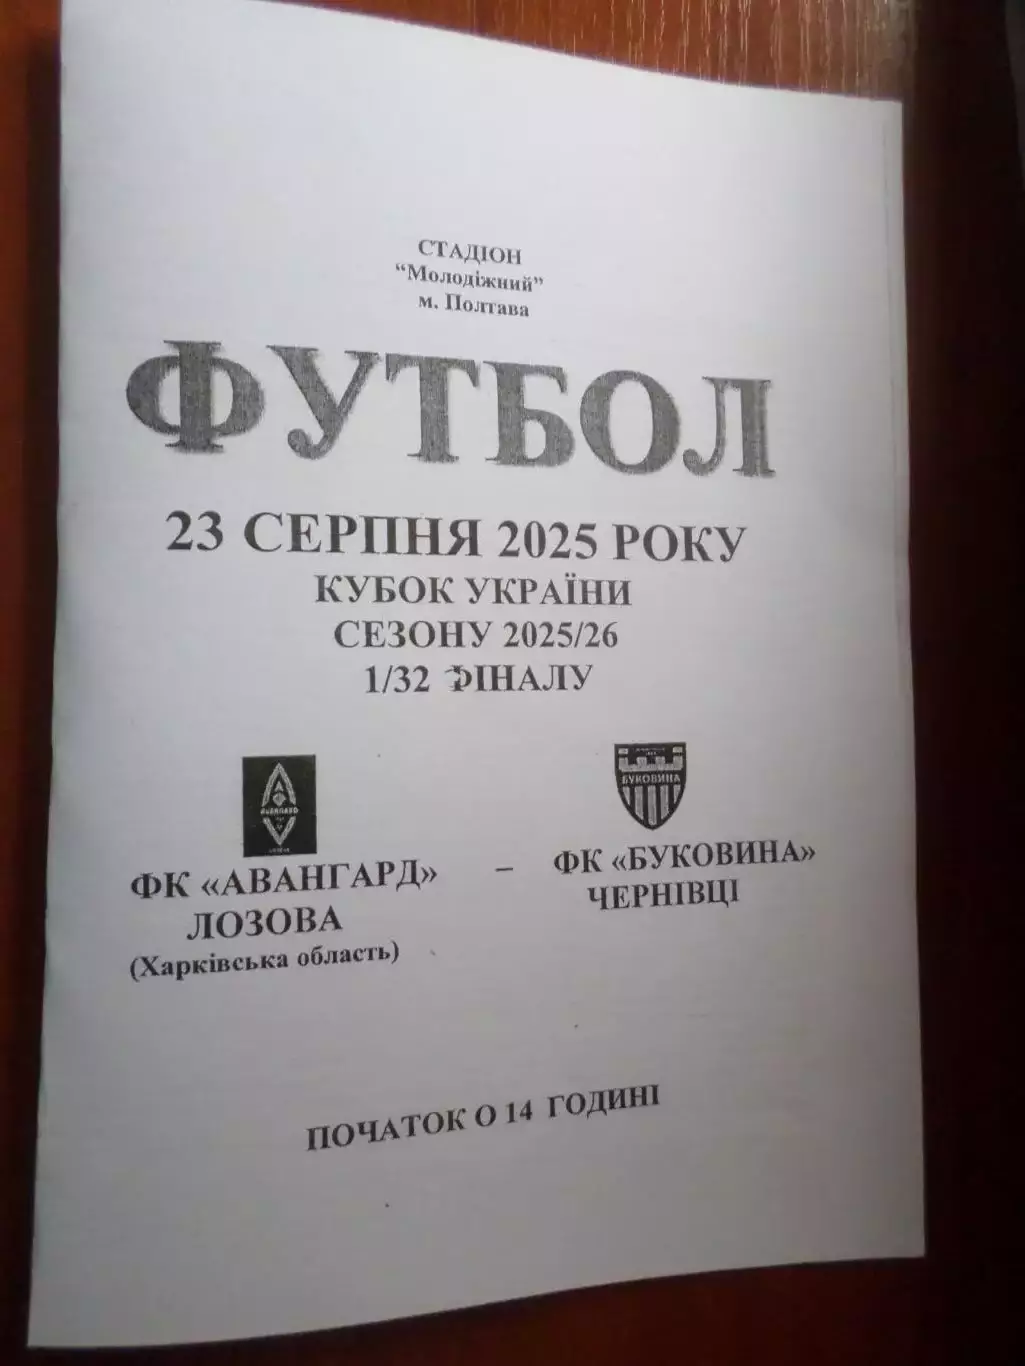 СТАДІОН
“Молодіжний”
м. Полтава
ФУТБОЛ
23 СЕРПНЯ 2025 РОКУ
КУБОК УКРАЇНИ
СЕЗОНУ 2025/26
1/32 ФІНАЛУ
БУКОВИНА
ФК «АВАНГАРД» – ФК «БУКОВИНА»
ЛОЗОВА ЧЕРНІВЦІ
(Харківська область)
ПОЧАТОК О 14 ГОДИНІ